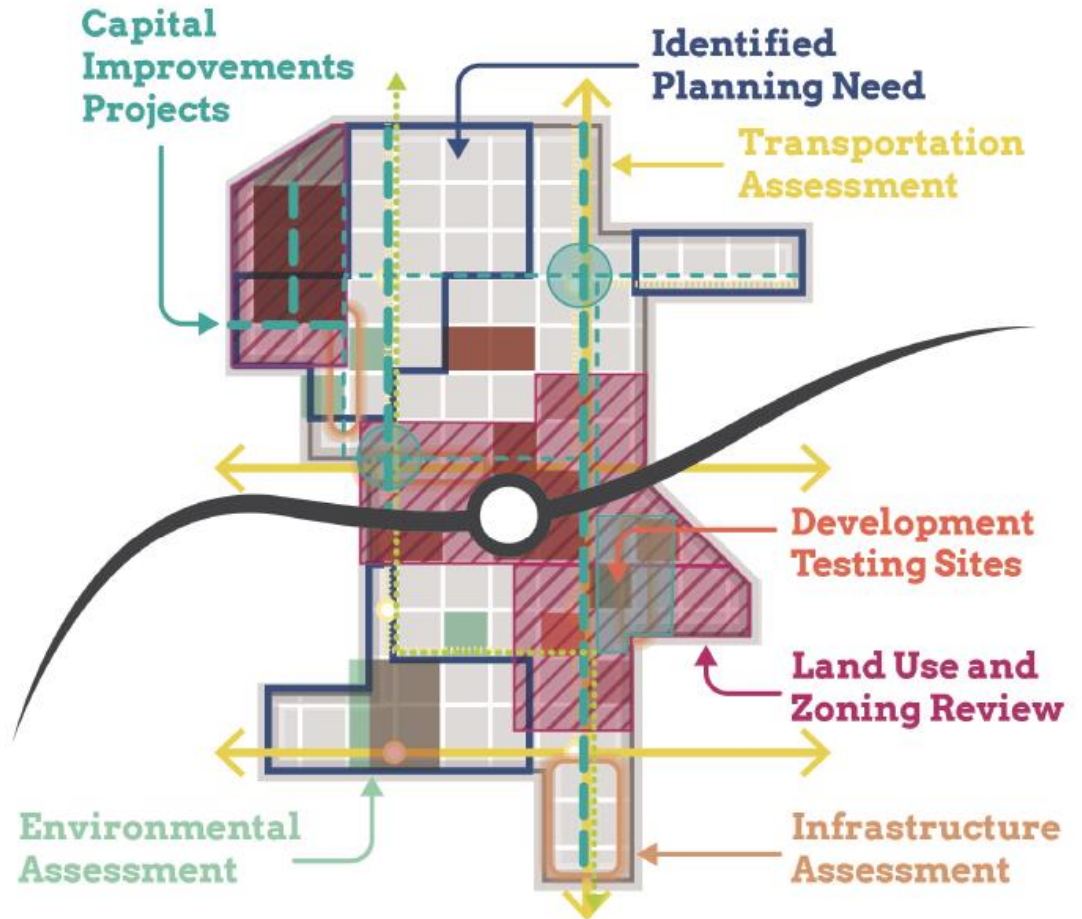 Capital
Improvements
Projects
Identified
Planning Need
Transportation
Assessment
Development
Testing Sites
Land Use and
Zoning Review
Environmental
Assessment
Infrastructure
Assessment